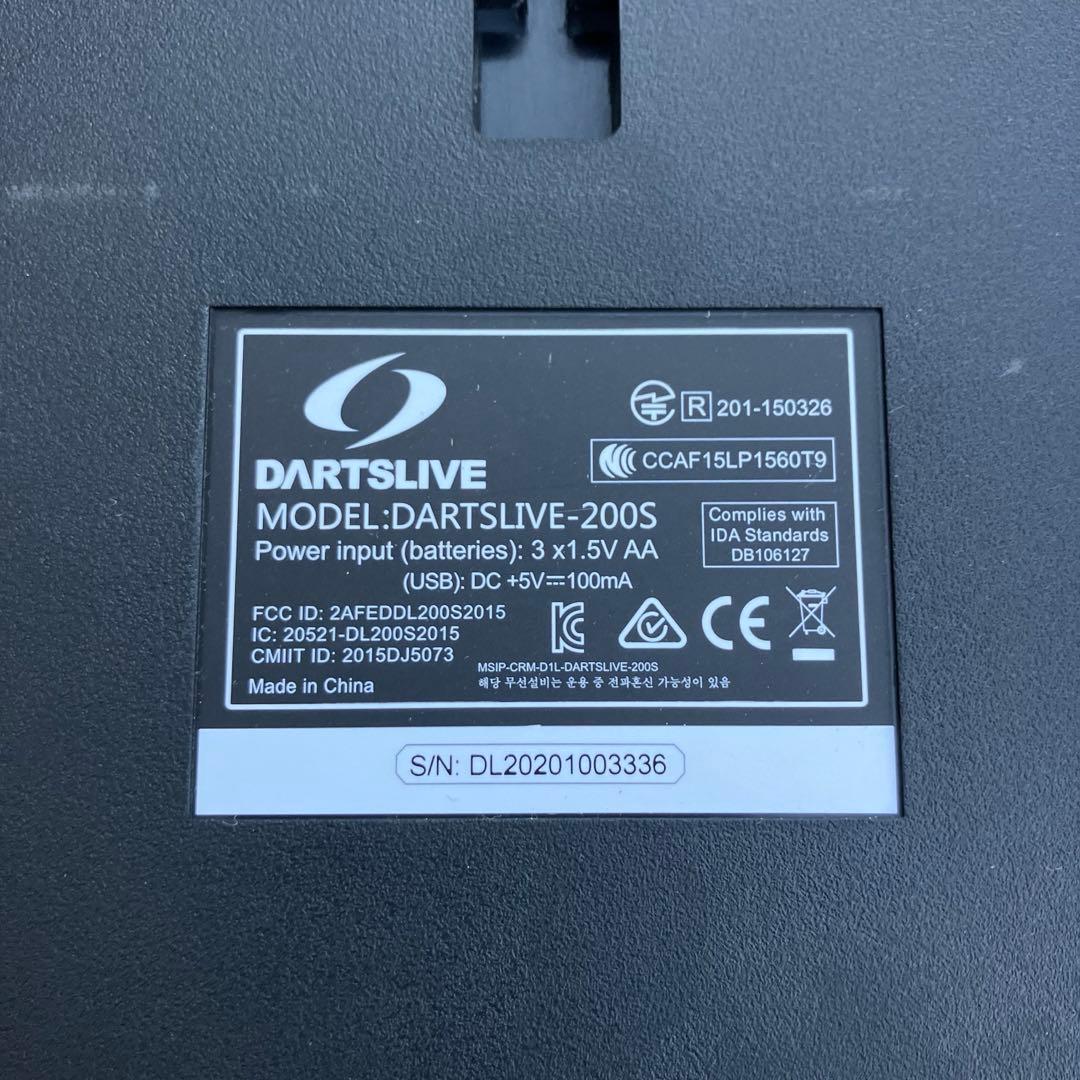 DARTSLIVE
MODEL:DARTSLIVE-200S
Power input (batteries): 3 x1.5V AA
(USB): DC +5V⎓100mA
R 201-150326
CCAF15LP1560T9
Complies with
IDA Standards
DB106127
FCC ID: 2AFEDDL200S2015
IC: 20521-DL200S2015
CMIIT ID: 2015DJ5073
Made in China
CE
MSIP-CRM-D1L-DARTSLIVE-200S
해당 무선설비는 운용 중 전파혼신 가능성이 있음
S/N: DL20201003336